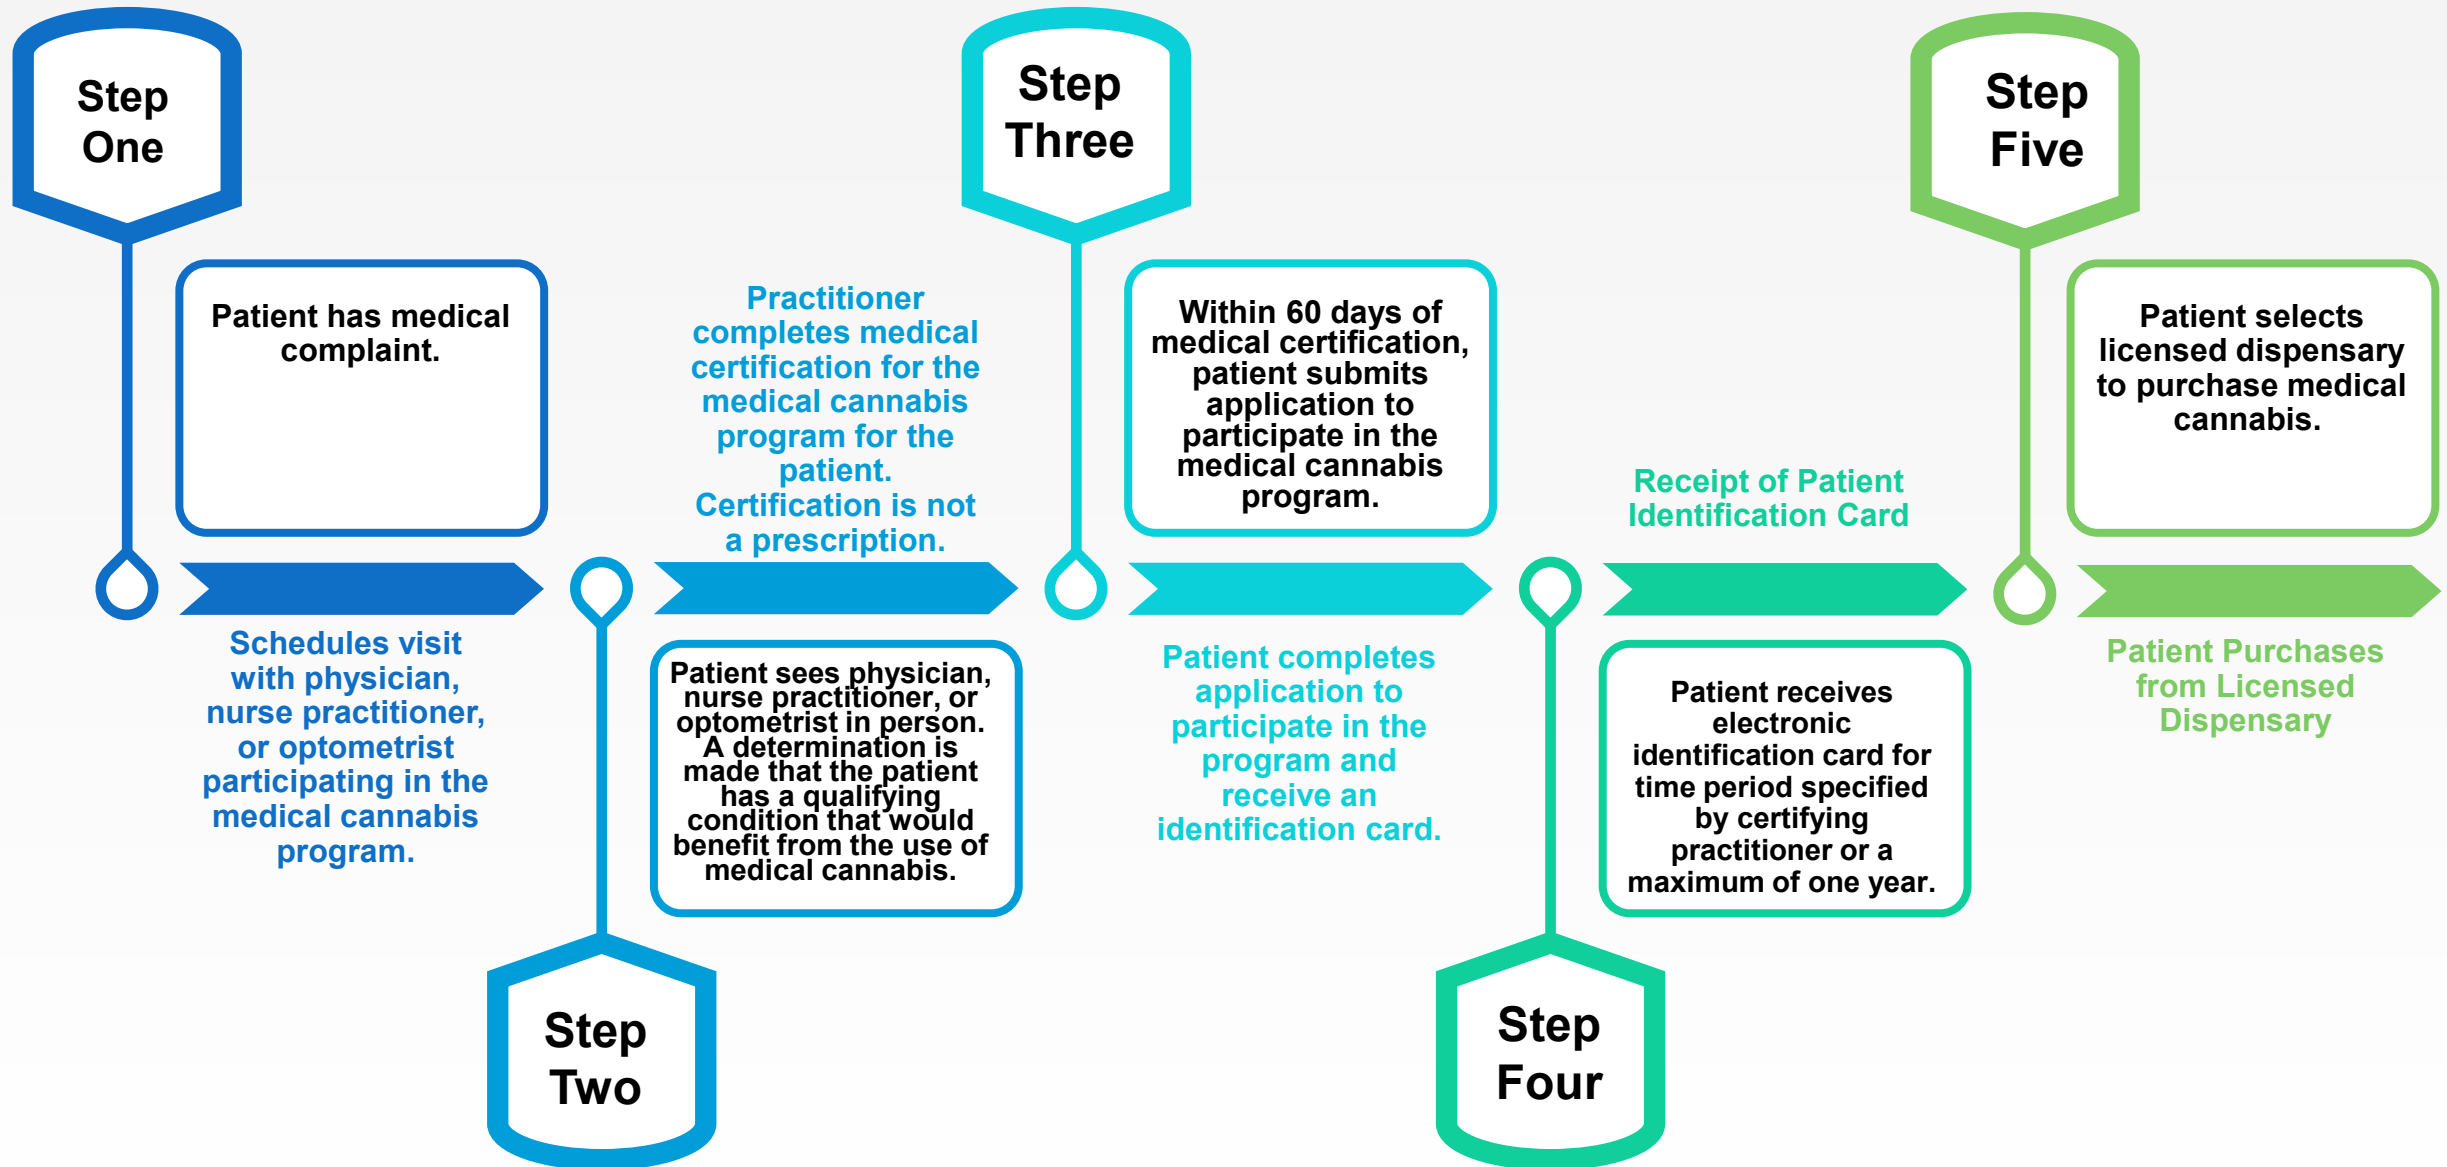 Step
One
Patient has medical
complaint.
Schedules visit
with physician,
nurse practitioner,
or optometrist
participating in the
medical cannabis
program.
Step
Two
Practitioner
completes medical
certification for the
medical cannabis
program for the
patient.
Certification is not
a prescription.
Patient sees physician,
nurse practitioner, or
optometrist in person.
A determination is
made that the patient
has a qualifying
condition that would
benefit from the use of
medical cannabis.
Step
Three
Within 60 days of
medical certification,
patient submits
application to
participate in the
medical cannabis
program.
Patient completes
application to
participate in the
program and
receive an
identification card.
Step
Four
Receipt of Patient
Identification Card
Patient receives
electronic
identification card for
time period specified
by certifying
practitioner or a
maximum of one year.
Step
Five
Patient selects
licensed dispensary
to purchase medical
cannabis.
Patient Purchases
from Licensed
Dispensary